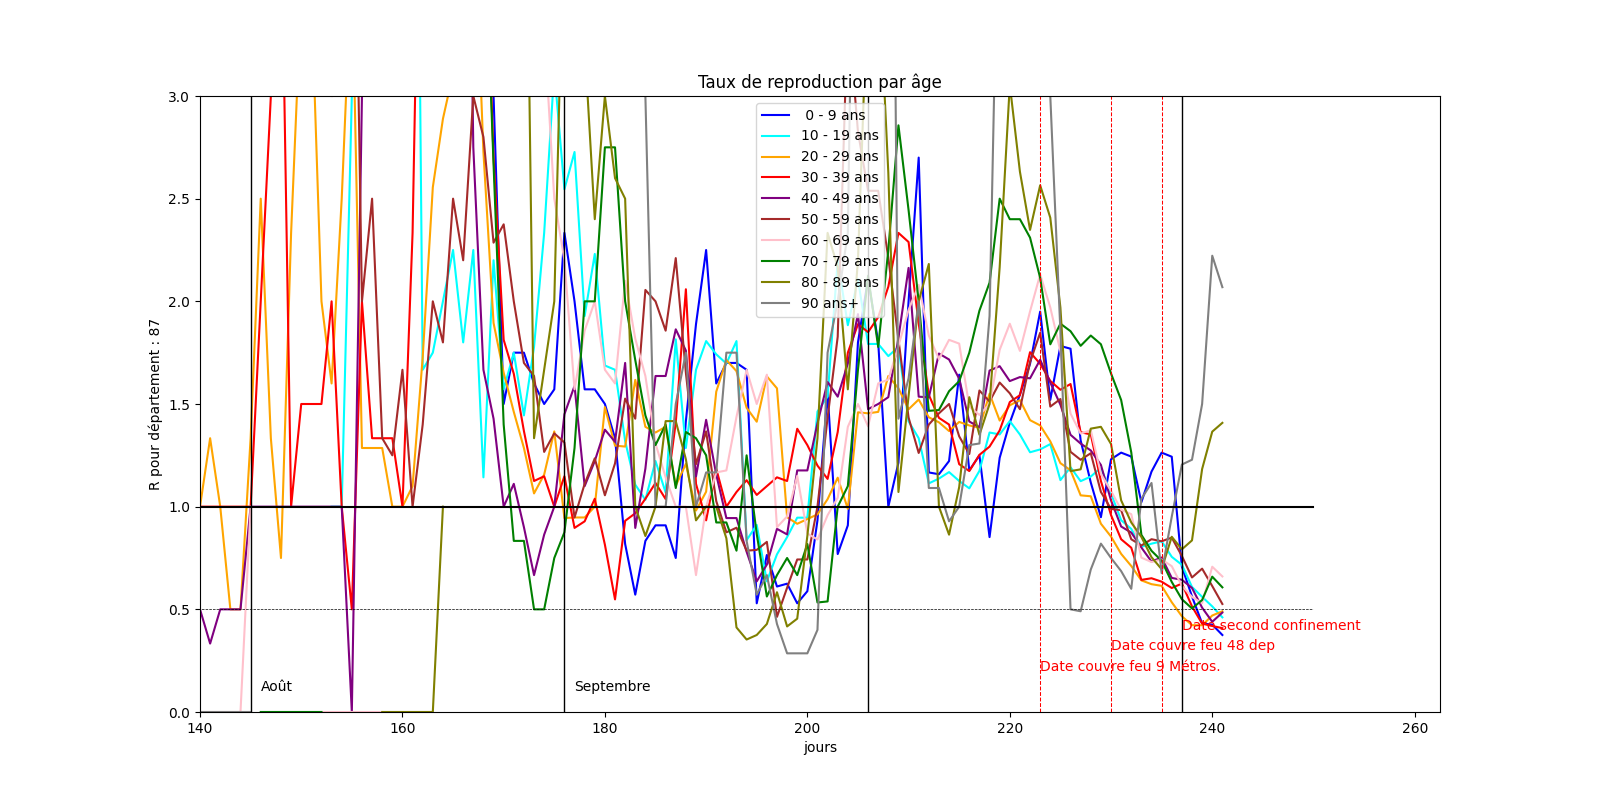 Taux de reproduction par âge
3.0
2.5
2.0
1.5
1.0
0.5
0.0
R pour département : 87
0 - 9 ans
10 - 19 ans
20 - 29 ans
30 - 39 ans
40 - 49 ans
50 - 59 ans
60 - 69 ans
70 - 79 ans
80 - 89 ans
90 ans+
Date second confinement
Date couvre feu 48 dep
Date couvre feu 9 Métros.
Août
Septembre
140
160
180
200
220
240
260
jours